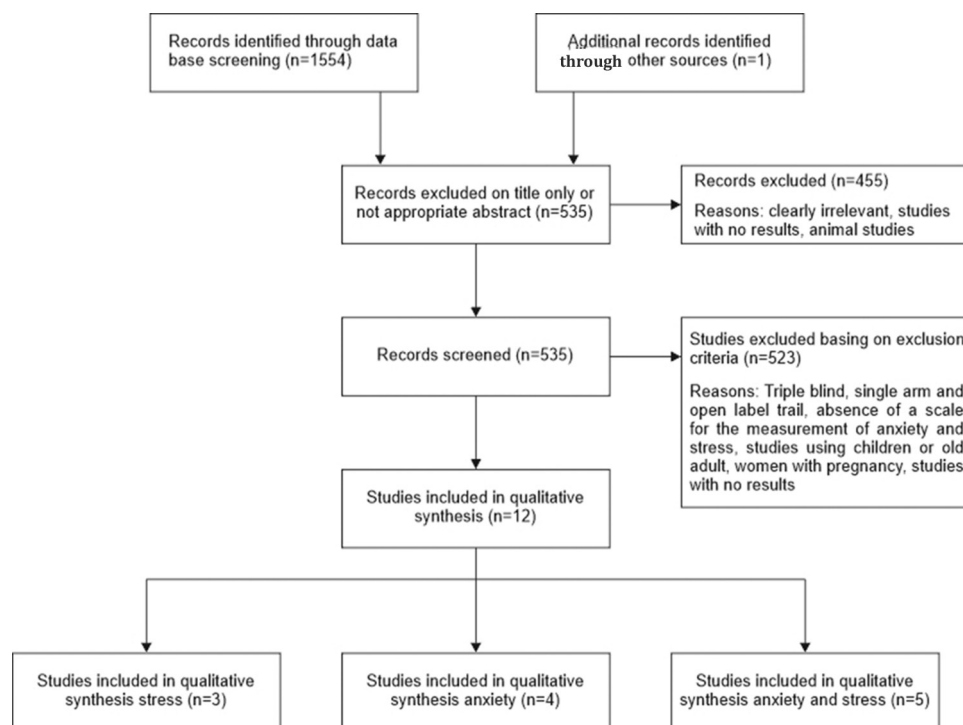 Records identified through data
base screening (n=1554)
Additional records identified
through other sources (n=1)
Records excluded on title only or
not appropriate abstract (n=535)
Records excluded (n=455)
Reasons: clearly irrelevant, studies
with no results, animal studies
Records screened (n=535)
Studies excluded basing on exclusion
criteria (n=523)
Reasons: Triple blind, single arm and
open label trail, absence of a scale
for the measurement of anxiety and
stress, studies using children or old
adult, women with pregnancy, studies
with no results
Studies included in qualitative
synthesis (n=12)
Studies included in qualitative
synthesis stress (n=3)
Studies included in qualitative
synthesis anxiety (n=4)
Studies included in qualitative
synthesis anxiety and stress (n=5)